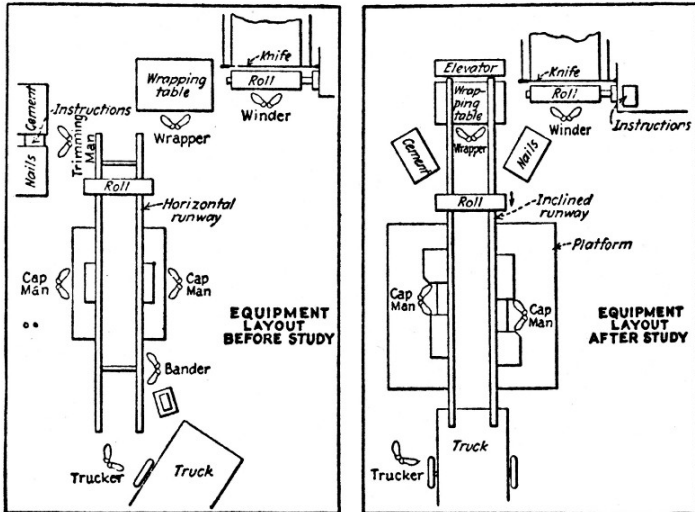 Knife
Roll
Winder
Wrapping
table
Wrapper
Cement
Instructions
Nails
Trimming
Man
Roll
Horizontal
runway
Cap
Man
Cap
Man
EQUIPMENT
LAYOUT
BEFORE STUDY
Bander
Trucker
Truck
Elevator
Wrap-
ping
table
Wrapper
Knife
Roll
Winder
Instructions
Cement
Nails
Roll
Inclined
runway
Platform
Cap
Man
Cap
Man
EQUIPMENT
LAYOUT
AFTER STUDY
Trucker
Truck